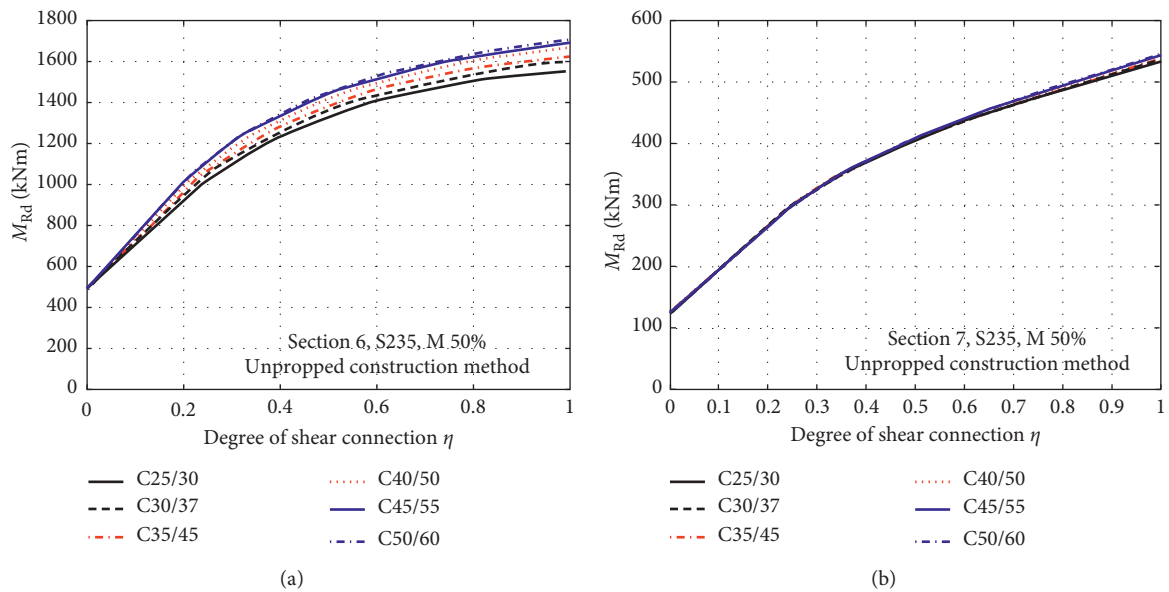 1800
1600
1400
1200
1000
800
600
400
200
0
M_Rd (kNm)
Section 6, S235, M 50%
Unpropped construction method
0 0.2 0.4 0.6 0.8 1
Degree of shear connection η
C25/30
C30/37
C35/45
C40/50
C45/55
C50/60
(a)
600
500
400
300
200
100
0
M_Rd (kNm)
Section 7, S235, M 50%
Unpropped construction method
0 0.1 0.2 0.3 0.4 0.5 0.6 0.7 0.8 0.9 1
Degree of shear connection η
C25/30
C30/37
C35/45
C40/50
C45/55
C50/60
(b)